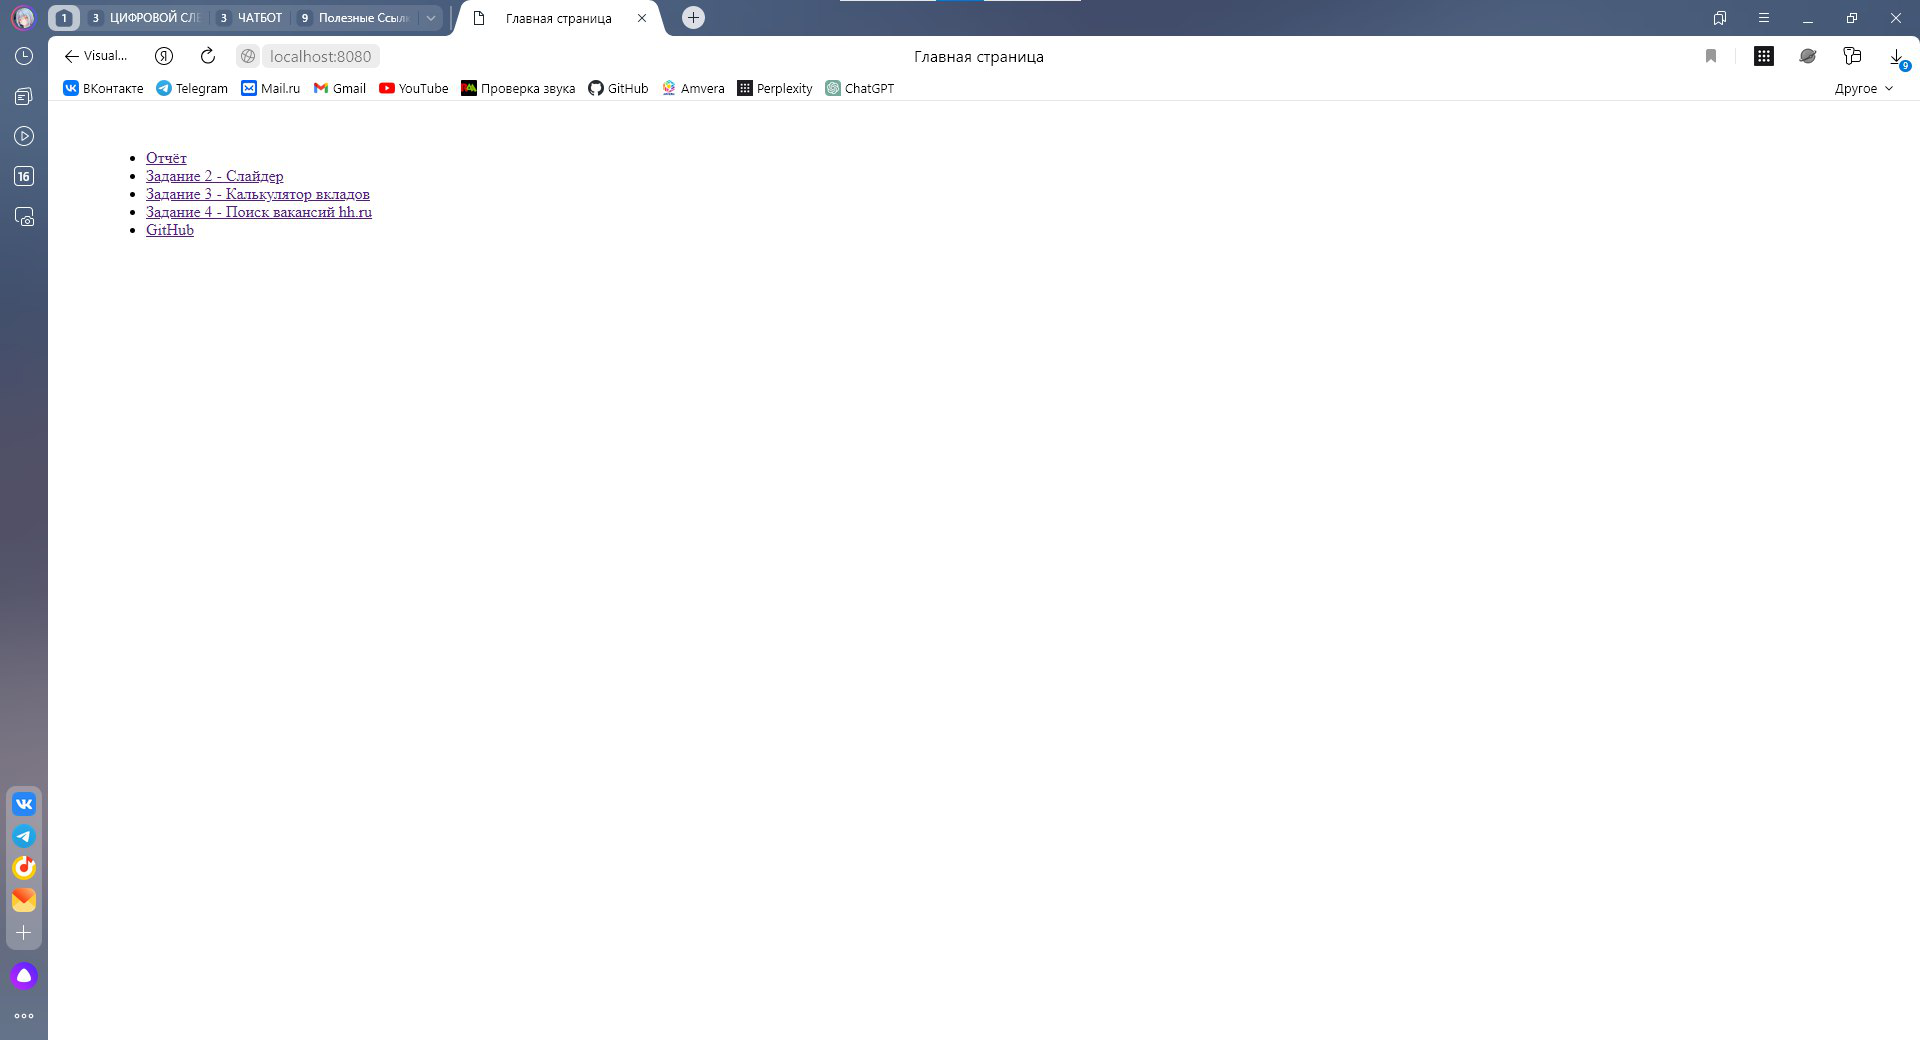 1 3 ЦИФРОВОЙ СЛЕ 3 ЧАТБОТ 9 Полезные Ссылк Главная страница
Visual... Я localhost:8080 Главная страница 9
ВКонтакте Telegram Mail.ru Gmail YouTube Проверка звука GitHub Amvera Perplexity ChatGPT Другое
16
• Отчёт
• Задание 2 - Слайдер
• Задание 3 - Калькулятор вкладов
• Задание 4 - Поиск вакансий hh.ru
• GitHub